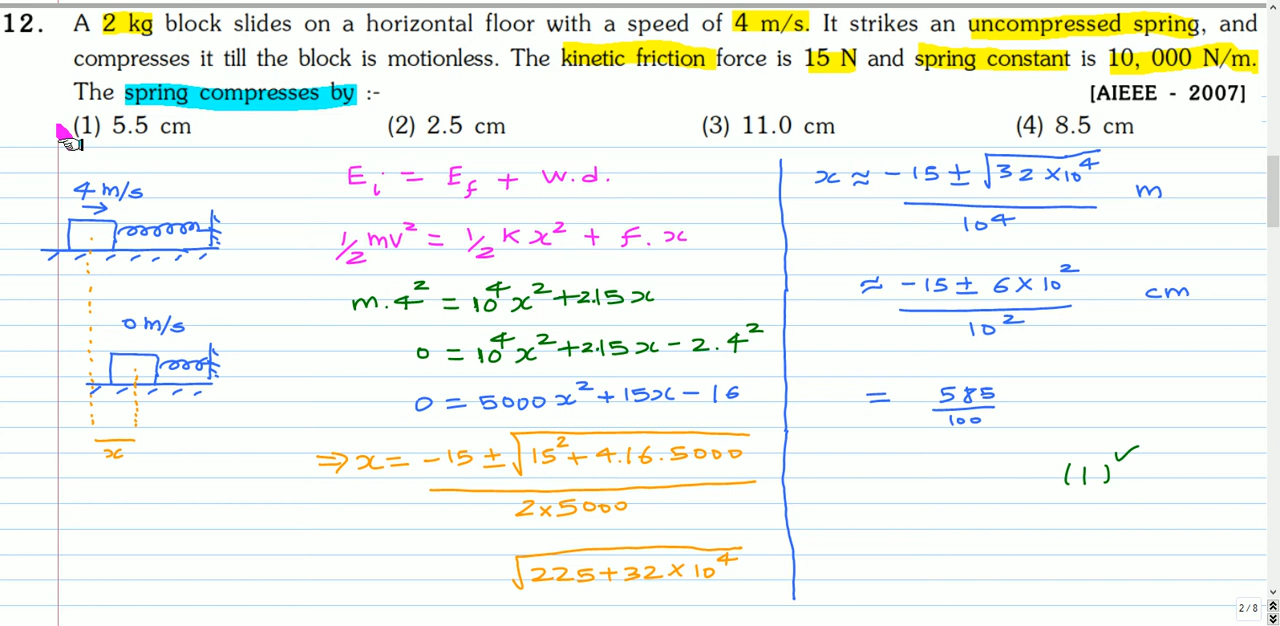 12. A 2 kg block slides on a horizontal floor with a speed of 4 m/s. It strikes an uncompressed spring, and
compresses it till the block is motionless. The kinetic friction force is 15 N and spring constant is 10, 000 N/m.
The spring compresses by :- [AIEEE - 2007]
(1) 5.5 cm (2) 2.5 cm (3) 11.0 cm (4) 8.5 cm
4 m/s
0 m/s
x
E_i = E_f + w.d.
1/2 mv² = 1/2 K x² + f. x
m. 4² = 10⁴x² + 2.15x
0 = 10⁴x² + 2.15x - 2. 4²
0 = 5000x² + 15x - 16
⇒ x = -15 ± √15² + 4.16.5000
2 x 5000
√225 + 32 × 10⁴
x ≈ -15 ± √32 × 10⁴ m
10⁴
≈ -15 ± 6 × 10² cm
10²
= 585
100
(1) ✓
2 / 8